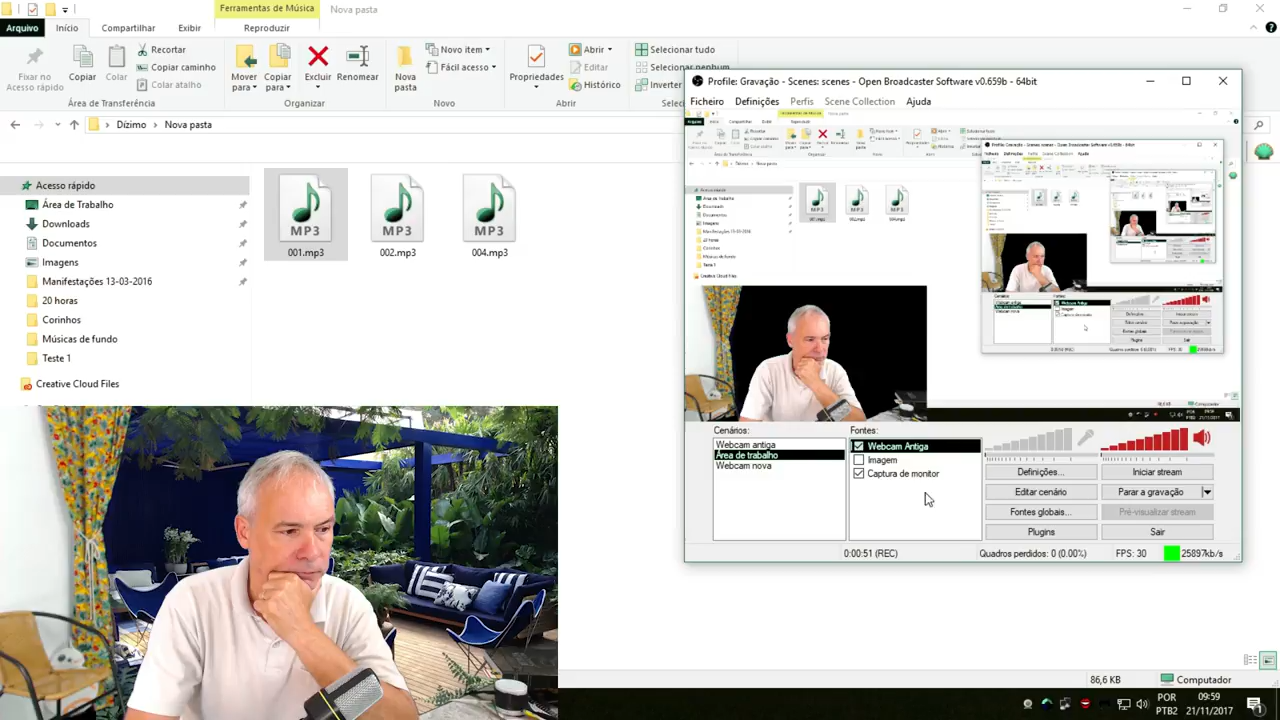 Ferramentas de Música
Nova pasta
Arquivo
Início
Compartilhar
Exibir
Reproduzir
Fixar no
Acesso rápido
Copiar
Colar
Recortar
Copiar caminho
Colar atalho
Área de Transferência
Mover
para
Copiar
para
Excluir
Renomear
Organizar
Nova
pasta
Novo item
Fácil acesso
Novo
Propriedades
Abrir
Editar
Histórico
Abrir
Selecionar tudo
Selecionar nenhum
Inverter
Selec
Dízimo > Nova pasta
Acesso rápido
Área de Trabalho
Downloads
Documentos
Imagens
Manifestações 13-03-2016
20 horas
Corinhos
Músicas de fundo
Teste 1
Creative Cloud Files
MP3
001.mp3
MP3
002.mp3
MP3
004.mp3
Profile: Gravação - Scenes: scenes - Open Broadcaster Software v0.659b - 64bit
Ficheiro
Definições
Perfis
Scene Collection
Ajuda
Cenários:
Webcam antiga
Área de trabalho
Webcam nova
Fontes:
Webcam Antiga
Imagem
Captura de monitor
Definições...
Iniciar stream
Editar cenário
Parar a gravação
Fontes globais...
Pré-visualizar stream
Plugins
Sair
0:00:51 (REC)
Quadros perdidos: 0 (0.00%)
FPS: 30
25897kb/s
86,6 KB
Computador
POR
PTB2
09:59
21/11/2017